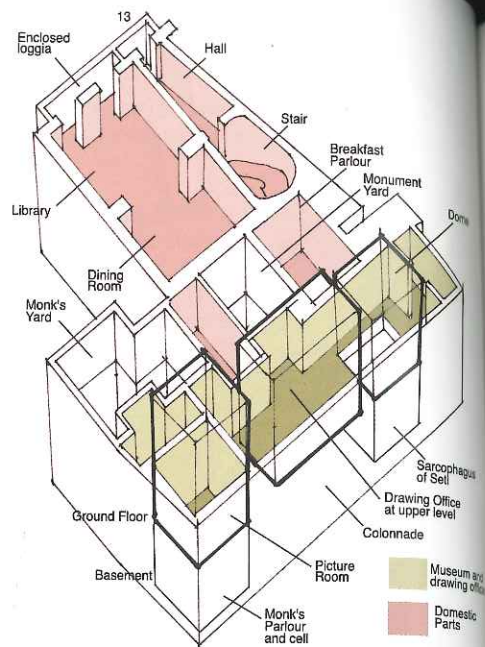 13
Enclosed
loggia
Hall
Stair
Breakfast
Parlour
Monument
Yard
Library
Dome
Dining
Room
Monk's
Yard
Sarcophagus
of SetI
Drawing Office
at upper level
Ground Floor
Colonnade
Picture
Room
Basement
Monk's
Parlour
and cell
Museum and
drawing office
Domestic
Parts